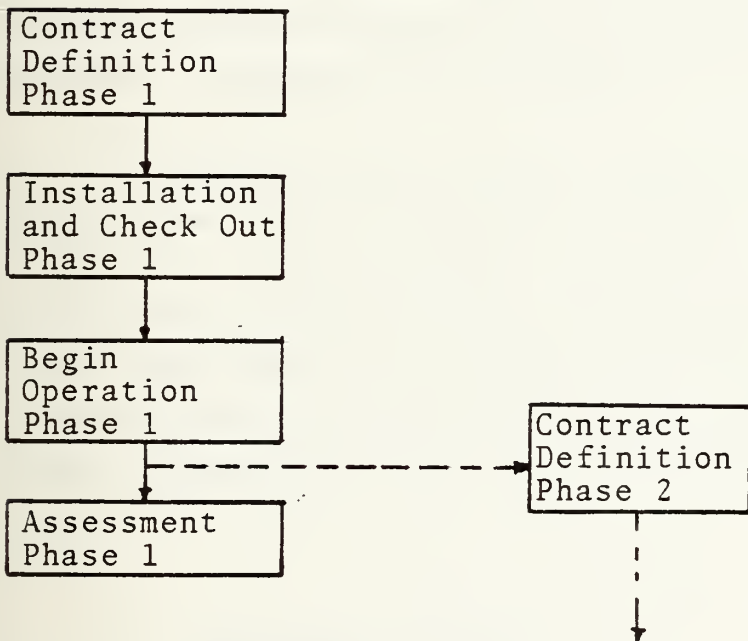 Contract
Definition
Phase 1
Installation
and Check Out
Phase 1
Begin
Operation
Phase 1
Contract
Definition
Phase 2
Assessment
Phase 1